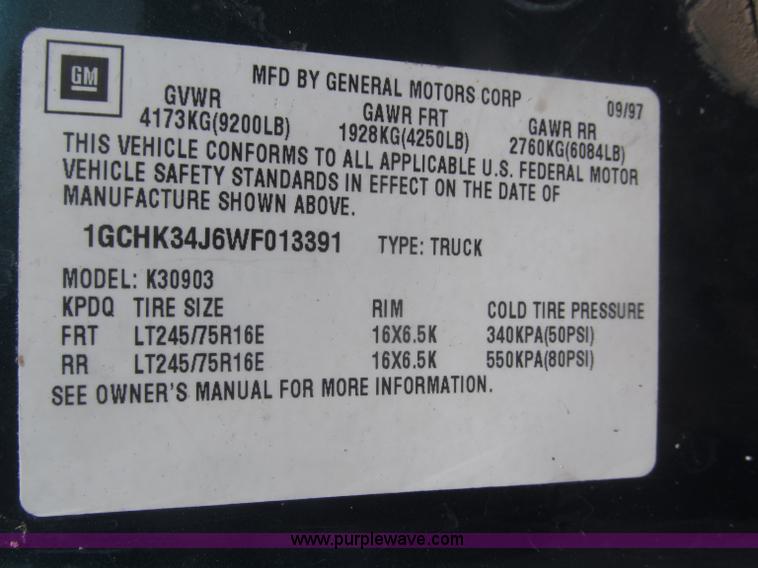 GM
MFD BY GENERAL MOTORS CORP 09/97
GVWR GAWR FRT GAWR RR
4173KG(9200LB) 1928KG(4250LB) 2760KG(6084LB)
THIS VEHICLE CONFORMS TO ALL APPLICABLE U.S. FEDERAL MOTOR
VEHICLE SAFETY STANDARDS IN EFFECT ON THE DATE OF
MANUFACTURE SHOWN ABOVE.
1GCHK34J6WF013391 TYPE: TRUCK
MODEL: K30903
KPDQ TIRE SIZE RIM COLD TIRE PRESSURE
FRT LT245/75R16E 16X6.5K 340KPA(50PSI)
RR LT245/75R16E 16X6.5K 550KPA(80PSI)
SEE OWNER'S MANUAL FOR MORE INFORMATION.
www.purplewave.com